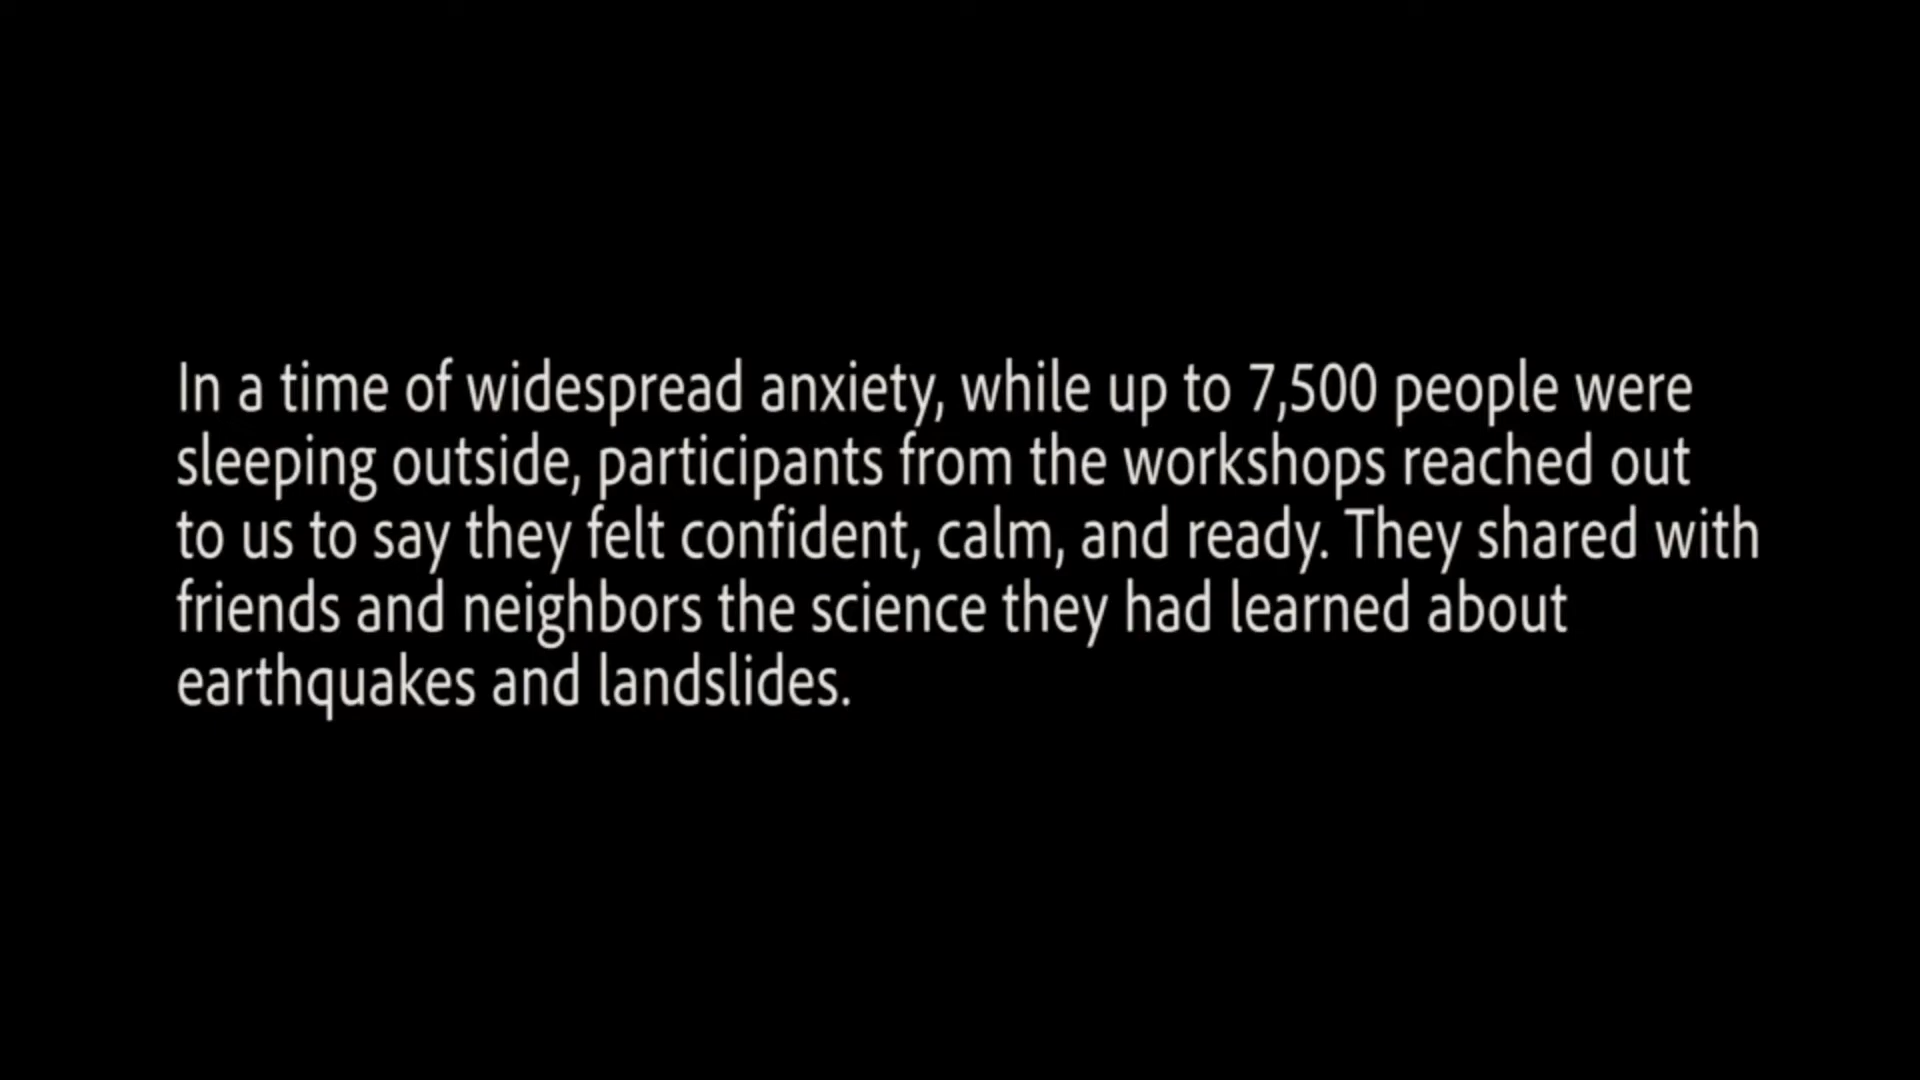 In a time of widespread anxiety, while up to 7,500 people were
sleeping outside, participants from the workshops reached out
to us to say they felt confident, calm, and ready. They shared with
friends and neighbors the science they had learned about
earthquakes and landslides.